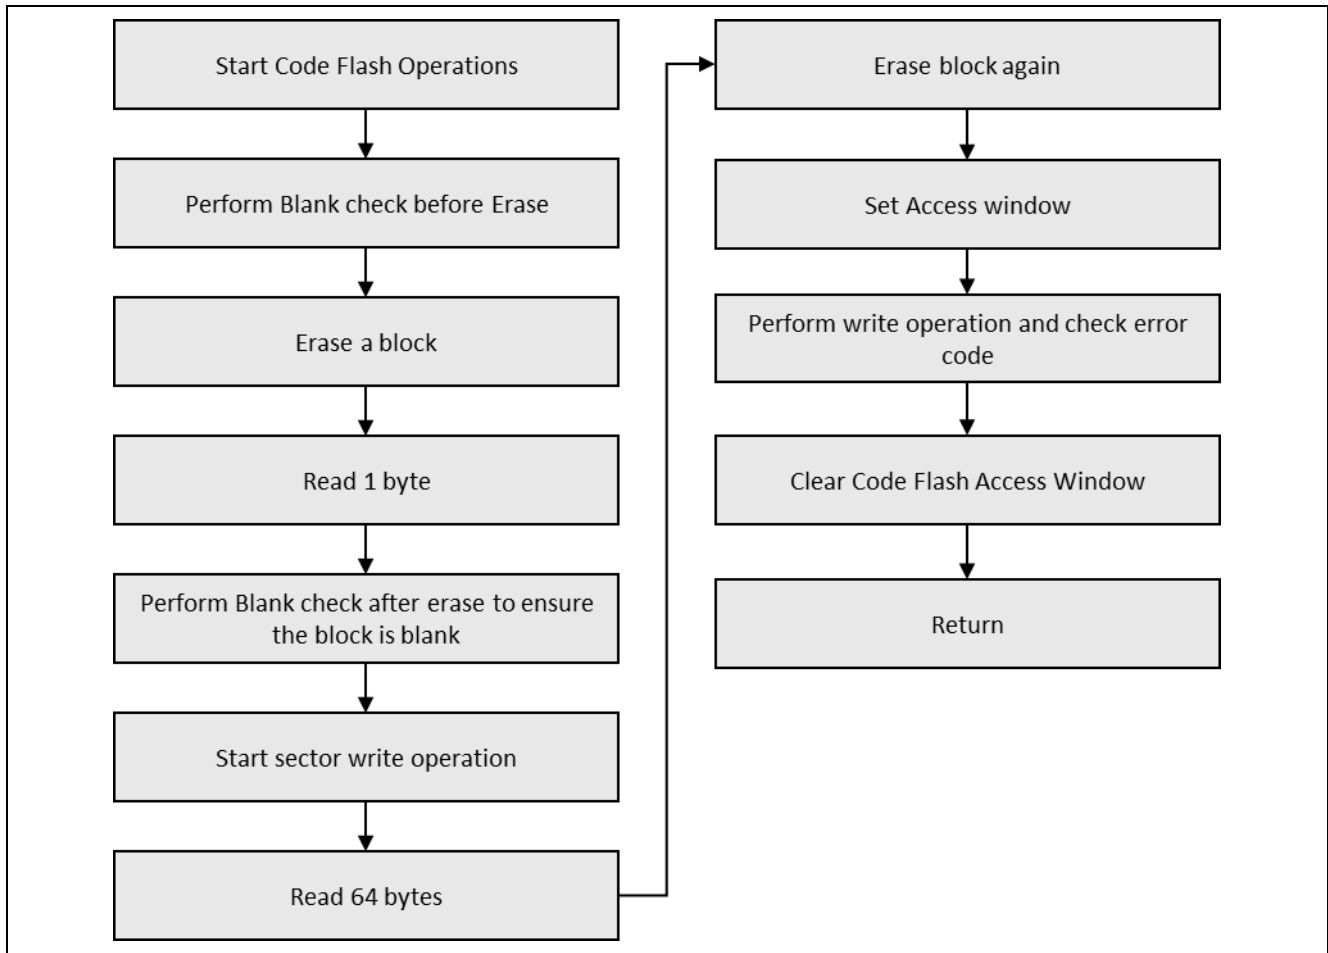 Start Code Flash Operations
Perform Blank check before Erase
Erase a block
Read 1 byte
Perform Blank check after erase to ensure
the block is blank
Start sector write operation
Read 64 bytes
Erase block again
Set Access window
Perform write operation and check error
code
Clear Code Flash Access Window
Return